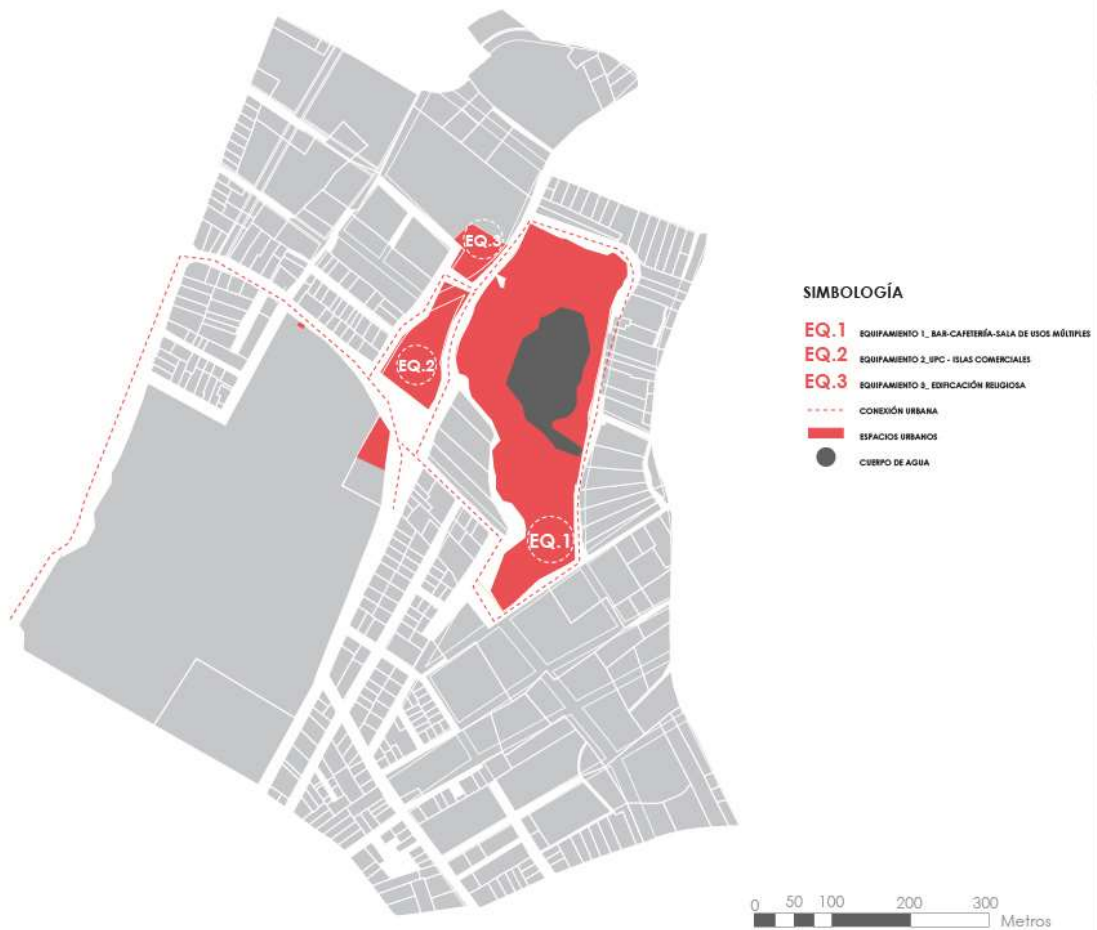 EQ.3
EQ.2
EQ.1
SIMBOLOGÍA
EQ.1 EQUIPAMIENTO 1_ BAR-CAFETERÍA-SALA DE USOS MÚLTIPLES
EQ.2 EQUIPAMIENTO 2_UPC - ISLAS COMERCIALES
EQ.3 EQUIPAMIENTO 3_ EDIFICACIÓN RELIGIOSA
CONEXIÓN URBANA
ESPACIOS URBANOS
CUERPO DE AGUA
0 50 100 200 300
Metros